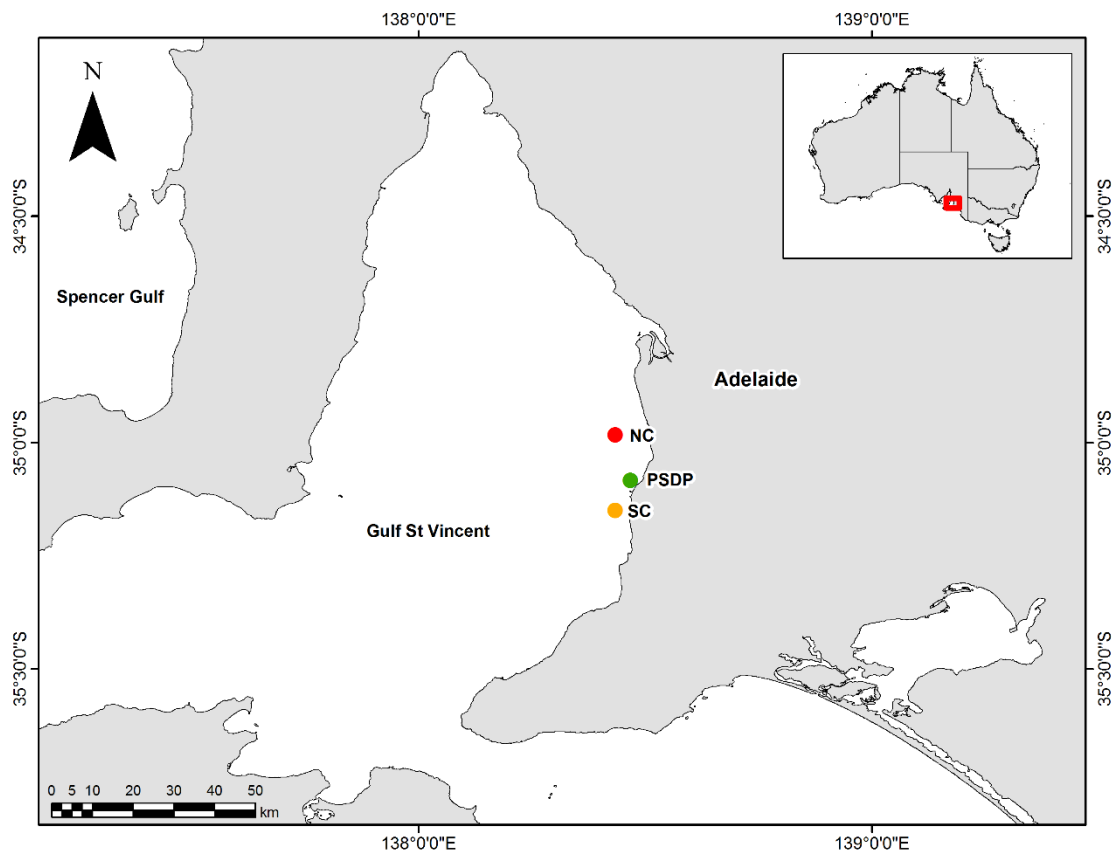 138°0'0"E 139°0'0"E
N
34°30'0"S 34°30'0"S
Spencer Gulf
Adelaide
NC
35°0'0"S 35°0'0"S
PSDP
SC
Gulf St Vincent
35°30'0"S 35°30'0"S
0 5 10 20 30 40 50
km
138°0'0"E 139°0'0"E